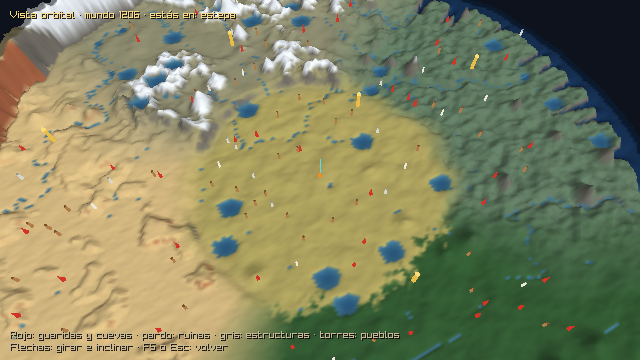 Vista orbital · mundo 1206 · estás en: estepa
Rojo: guaridas y cuevas · pardo: ruinas · gris: estructuras · torres: pueblos
Flechas: girar e inclinar · F5 o Esc: volver